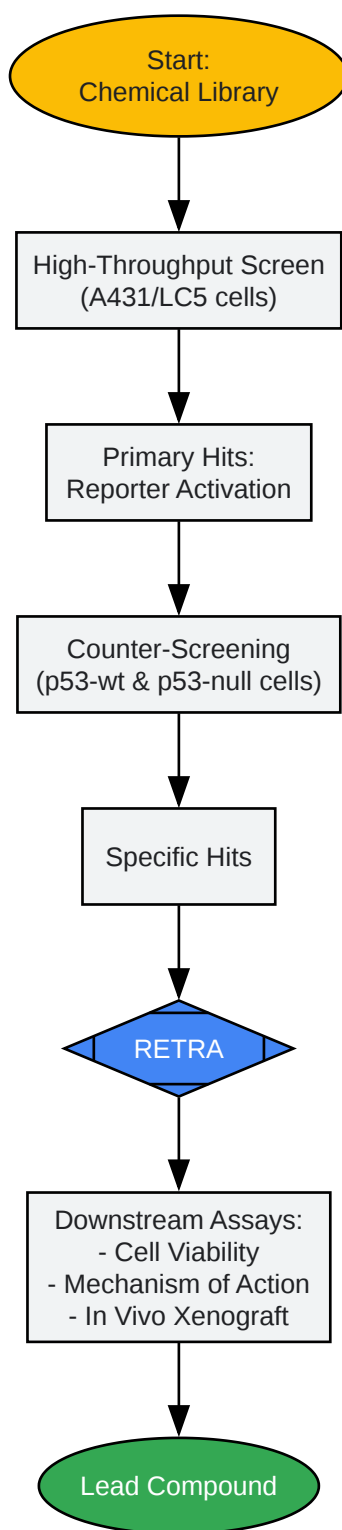 Start:
Chemical Library
High-Throughput Screen
(A431/LC5 cells)
Primary Hits:
Reporter Activation
Counter-Screening
(p53-wt & p53-null cells)
Specific Hits
RETRA
Downstream Assays:
- Cell Viability
- Mechanism of Action
- In Vivo Xenograft
Lead Compound